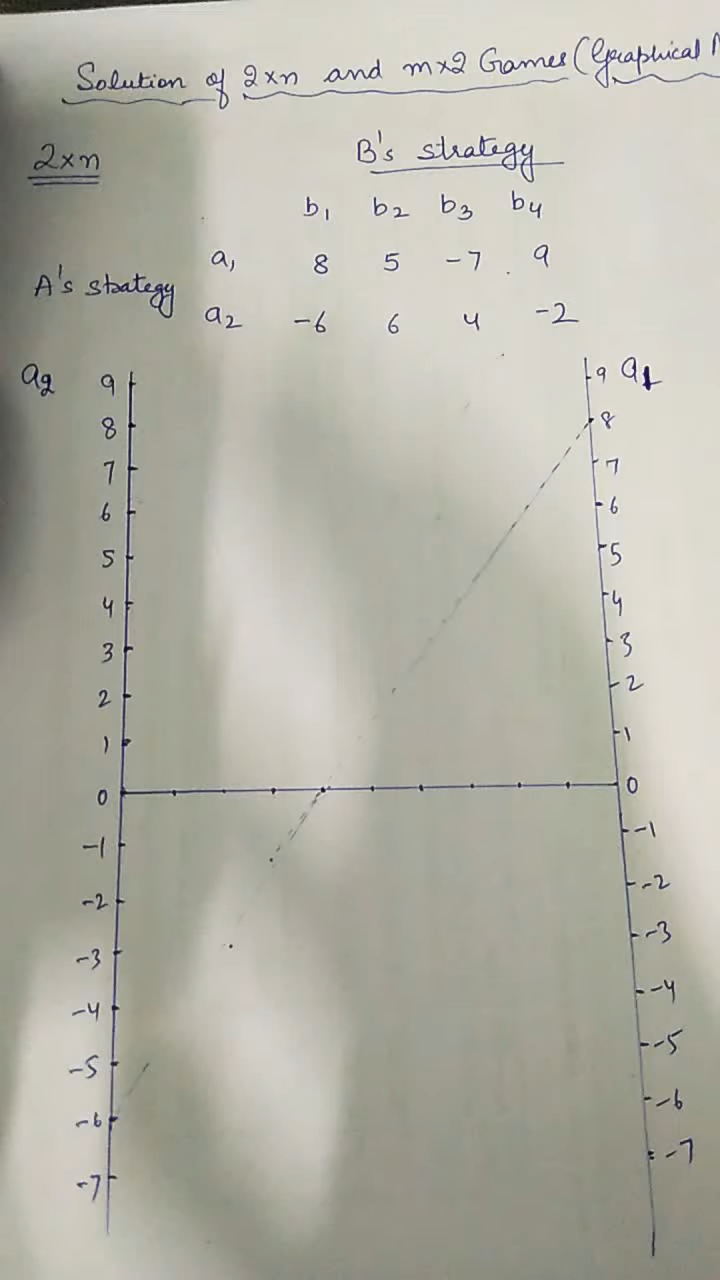 Solution of 2×n and m×2 Games (Graphical
2×n
B's strategy
b1 b2 b3 b4
a1 8 5 -7 9
A's strategy
a2 -6 6 4 -2
a2 9 9 a1
8 8
7 7
6 6
5 5
4 4
3 3
2 2
1 1
0 0
-1 -1
-2 -2
-3 -3
-4 -4
-5 -5
-6 -6
-7 -7